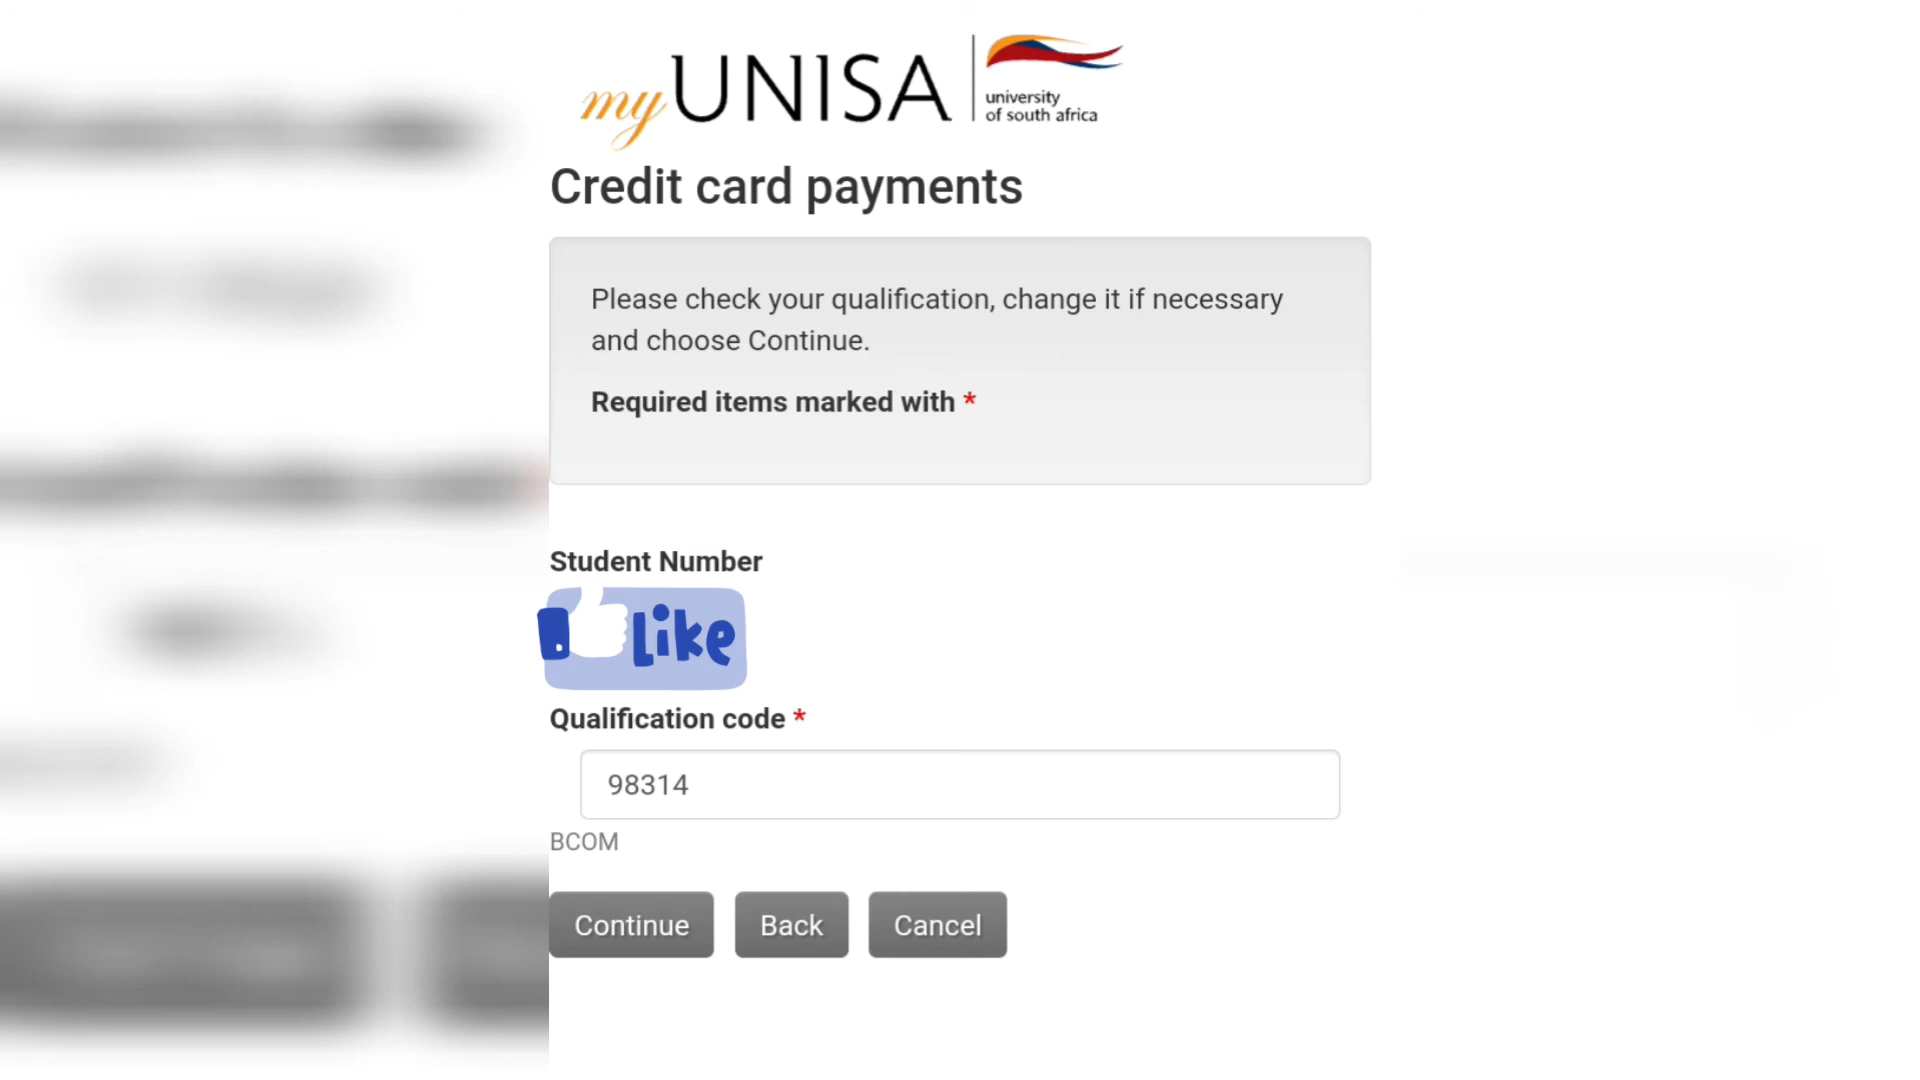 myUNISA
university
of south africa
Credit card payments
Please check your qualification, change it if necessary
and choose Continue.
Required items marked with *
Student Number
Like
Qualification code *
98314
BCOM
Continue Back Cancel